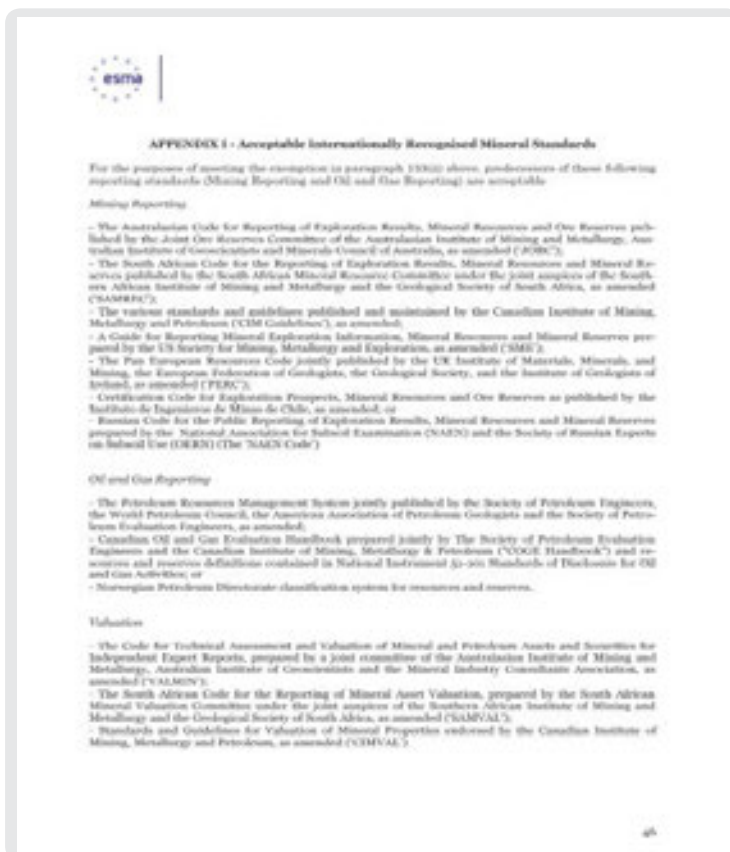 esma
APPENDIX I - Acceptable Internationally Recognised Mineral Standards
For the purposes of meeting the exemption in paragraph 133(ii) above, predecessors of these following
reporting standards (Mining Reporting and Oil and Gas Reporting) are acceptable
Mining Reporting
- The Australasian Code for Reporting of Exploration Results, Mineral Resources and Ore Reserves pub-
lished by the Joint Ore Reserves Committee of the Australasian Institute of Mining and Metallurgy, Aus-
tralian Institute of Geoscientists and Minerals Council of Australia, as amended ('JORC');
- The South African Code for the Reporting of Exploration Results, Mineral Resources and Mineral Re-
serves published by the South African Mineral Resource Committee under the joint auspices of the South-
ern African Institute of Mining and Metallurgy and the Geological Society of South Africa, as amended
('SAMREC');
- The various standards and guidelines published and maintained by the Canadian Institute of Mining,
Metallurgy and Petroleum ('CIM Guidelines'), as amended;
- A Guide for Reporting Mineral Exploration Information, Mineral Resources and Mineral Reserves pre-
pared by the US Society for Mining, Metallurgy and Exploration, as amended ('SME');
- The Pan European Resources Code jointly published by the UK Institute of Materials, Minerals, and
Mining, the European Federation of Geologists, the Geological Society, and the Institute of Geologists of
Ireland, as amended ('PERC');
- Certification Code for Exploration Prospects, Mineral Resources and Ore Reserves as published by the
Instituto de Ingenieros de Minas de Chile, as amended; or
- Russian Code for the Public Reporting of Exploration Results, Mineral Resources and Mineral Reserves
prepared by the National Association for Subsoil Examination (NAEN) and the Society of Russian Experts
on Subsoil Use (OERN) (The 'NAEN Code')
Oil and Gas Reporting
- The Petroleum Resources Management System jointly published by the Society of Petroleum Engineers,
the World Petroleum Council, the American Association of Petroleum Geologists and the Society of Petro-
leum Evaluation Engineers, as amended;
- Canadian Oil and Gas Evaluation Handbook prepared jointly by The Society of Petroleum Evaluation
Engineers and the Canadian Institute of Mining, Metallurgy & Petroleum ("COGE Handbook") and re-
sources and reserves definitions contained in National Instrument 51-101 Standards of Disclosure for Oil
and Gas Activities; or
- Norwegian Petroleum Directorate classification system for resources and reserves.
Valuation
- The Code for Technical Assessment and Valuation of Mineral and Petroleum Assets and Securities for
Independent Expert Reports, prepared by a joint committee of the Australasian Institute of Mining and
Metallurgy, Australian Institute of Geoscientists and the Mineral Industry Consultants Association, as
amended ('VALMIN');
- The South African Code for the Reporting of Mineral Asset Valuation, prepared by the South African
Mineral Valuation Committee under the joint auspices of the Southern African Institute of Mining and
Metallurgy and the Geological Society of South Africa, as amended ('SAMVAL');
- Standards and Guidelines for Valuation of Mineral Properties endorsed by the Canadian Institute of
Mining, Metallurgy and Petroleum, as amended ('CIMVAL')